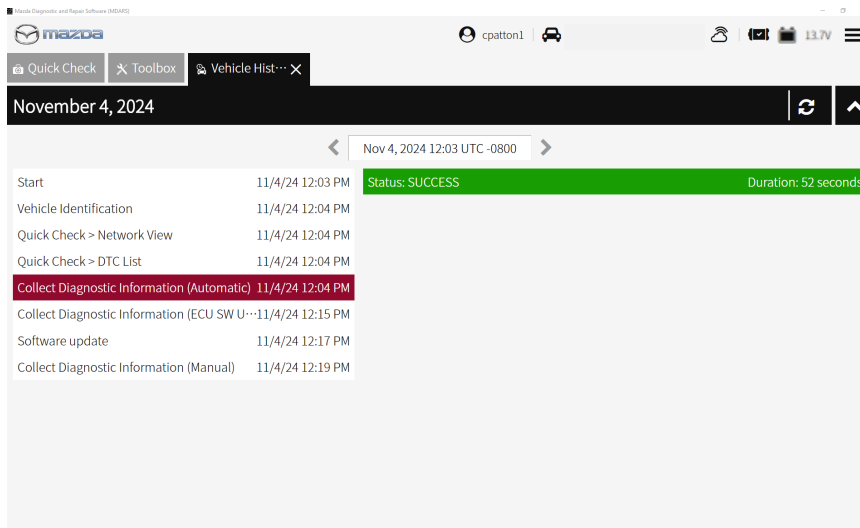 Mazda Diagnostic and Repair Software (MDARS)
mazda
cpatton1
13.7V
Quick Check
Toolbox
Vehicle Hist···
November 4, 2024
Nov 4, 2024 12:03 UTC -0800
Start 11/4/24 12:03 PM
Status: SUCCESS Duration: 52 seconds
Vehicle Identification 11/4/24 12:04 PM
Quick Check > Network View 11/4/24 12:04 PM
Quick Check > DTC List 11/4/24 12:04 PM
Collect Diagnostic Information (Automatic) 11/4/24 12:04 PM
Collect Diagnostic Information (ECU SW U···11/4/24 12:15 PM
Software update 11/4/24 12:17 PM
Collect Diagnostic Information (Manual) 11/4/24 12:19 PM